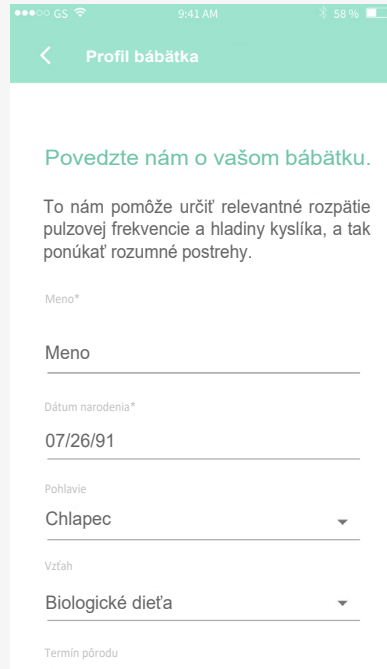 GS 9:41 AM 58 %
Profil bábätka
Povedzte nám o vašom bábätku.
To nám pomôže určiť relevantné rozpätie
pulzovej frekvencie a hladiny kyslíka, a tak
ponúkať rozumné postrehy.
Meno*
Meno
Dátum narodenia*
07/26/91
Pohlavie
Chlapec
Vzťah
Biologické dieťa
Termín pôrodu